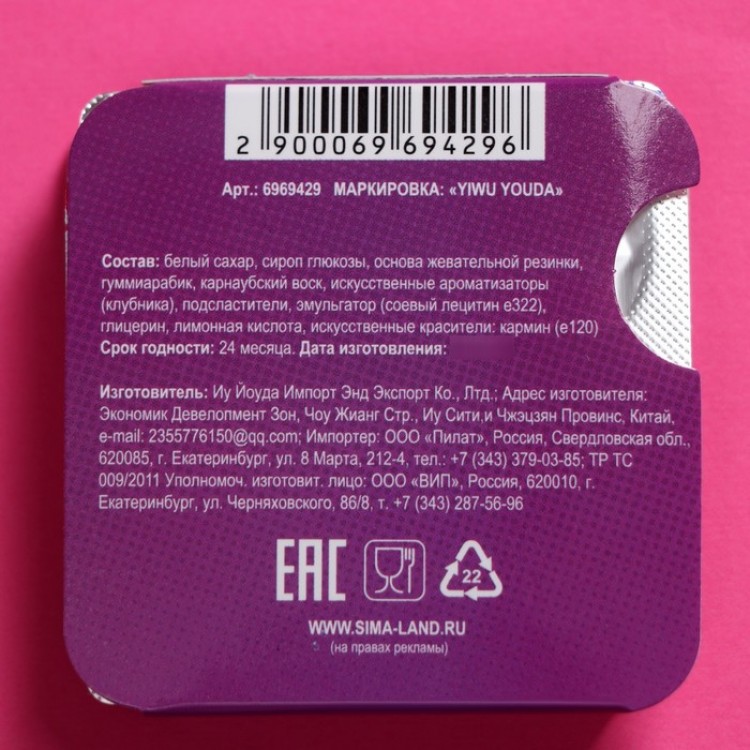 2 900069 694296
Арт.: 6969429 МАРКИРОВКА: «YIWU YOUDA»
Состав: белый сахар, сироп глюкозы, основа жевательной резинки,
гуммиарабик, карнаубский воск, искусственные ароматизаторы
(клубника), подсластители, эмульгатор (соевый лецитин е322),
глицерин, лимонная кислота, искусственные красители: кармин (е120)
Срок годности: 24 месяца. Дата изготовления:
Изготовитель: Иу Йоуда Импорт Энд Экспорт Ко., Лтд.; Адрес изготовителя:
Экономик Девелопмент Зон, Чоу Жианг Стр., Иу Сити.и Чжэцзян Провинс, Китай,
e-mail: 2355776150@qq.com; Импортер: ООО «Пилат», Россия, Свердловская обл.,
620085, г. Екатеринбург, ул. 8 Марта, 212-4, тел.: +7 (343) 379-03-85; ТР ТС
009/2011 Уполномоч. изготовит. лицо: ООО «ВИП», Россия, 620010, г.
Екатеринбург, ул. Черняховского, 86/8, т. +7 (343) 287-56-96
EAC 22
WWW.SIMA-LAND.RU
(на правах рекламы)